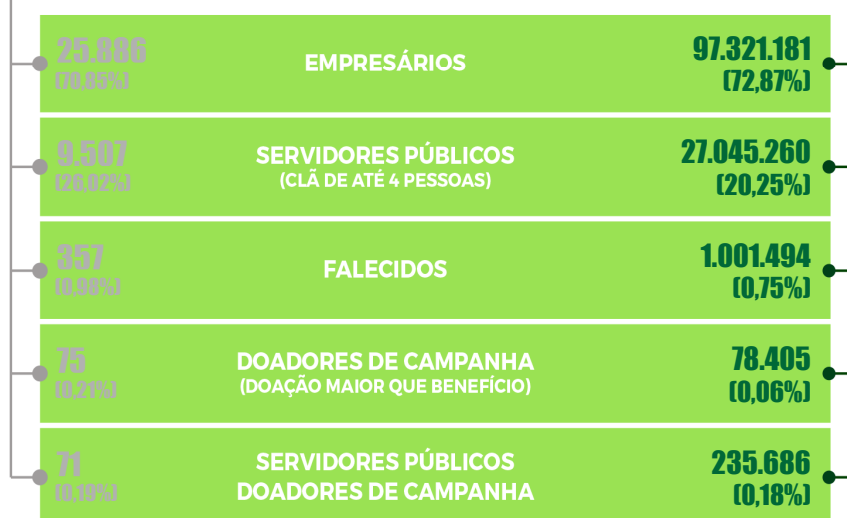 25.886
(70,85%)
EMPRESÁRIOS
97.321.181
(72,87%)
9.507
(26,02%)
SERVIDORES PÚBLICOS
(CLÃ DE ATÉ 4 PESSOAS)
27.045.260
(20,25%)
357
(0,98%)
FALECIDOS
1.001.494
(0,75%)
75
(0,21%)
DOADORES DE CAMPANHA
(DOAÇÃO MAIOR QUE BENEFÍCIO)
78.405
(0,06%)
71
(0,19%)
SERVIDORES PÚBLICOS
DOADORES DE CAMPANHA
235.686
(0,18%)